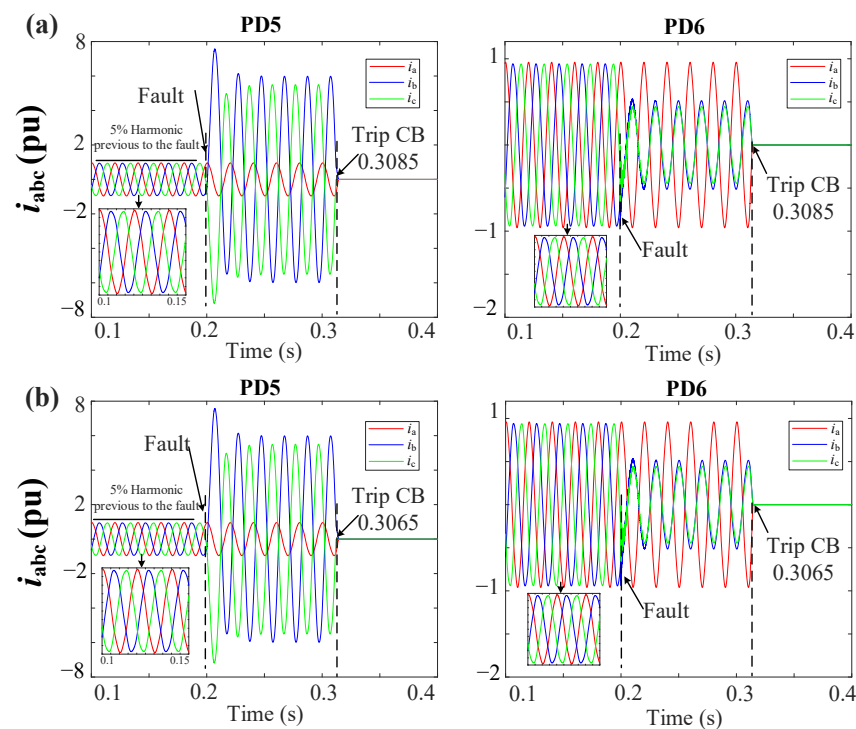 (a)
PD5
PD6
8
2
−2
−8
i_abc (pu)
Fault
5% Harmonic
previous to the fault
i_a
i_b
i_c
Trip CB
0.3085
0.1
0.15
0.1
0.2
0.3
0.4
Time (s)
1
−1
−2
i_a
i_b
i_c
Trip CB
0.3085
Fault
0.1
0.2
0.3
0.4
Time (s)
(b)
PD5
PD6
8
2
−2
−8
i_abc (pu)
Fault
5% Harmonic
previous to the fault
i_a
i_b
i_c
Trip CB
0.3065
0.1
0.15
0.1
0.2
0.3
0.4
Time (s)
1
−1
−2
i_a
i_b
i_c
Trip CB
0.3065
Fault
0.1
0.2
0.3
0.4
Time (s)